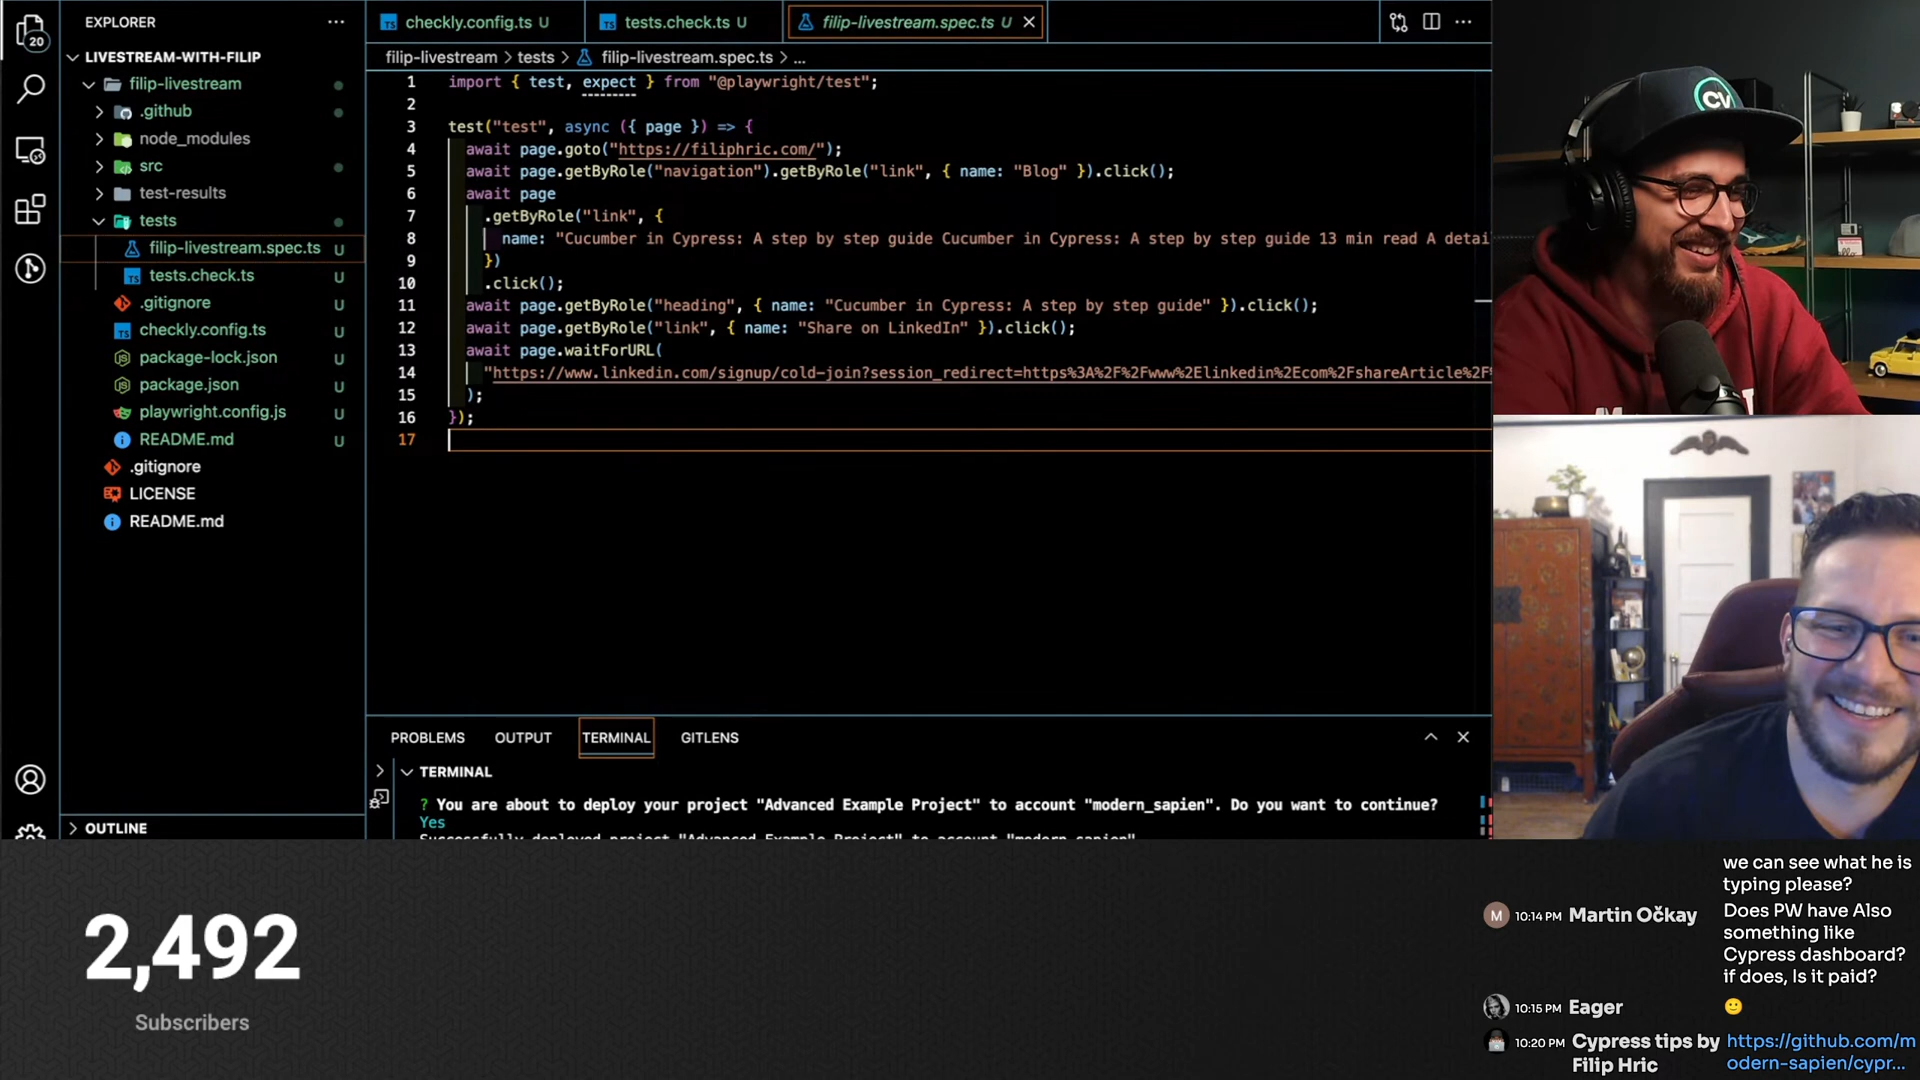 EXPLORER
LIVESTREAM-WITH-FILIP
filip-livestream
.github
node_modules
src
test-results
tests
filip-livestream.spec.ts U
tests.check.ts U
.gitignore U
checkly.config.ts U
package-lock.json U
package.json U
playwright.config.js U
README.md U
.gitignore
LICENSE
README.md
OUTLINE
20
checkly.config.ts U
tests.check.ts U
filip-livestream.spec.ts U
filip-livestream > tests > filip-livestream.spec.ts > ...
1 import { test, expect } from "@playwright/test";
2
3 test("test", async ({ page }) => {
4 await page.goto("https://filiphric.com/");
5 await page.getByRole("navigation").getByRole("link", { name: "Blog" }).click();
6 await page
7 .getByRole("link", {
8 name: "Cucumber in Cypress: A step by step guide Cucumber in Cypress: A step by step guide 13 min read A detai
9 })
10 .click();
11 await page.getByRole("heading", { name: "Cucumber in Cypress: A step by step guide" }).click();
12 await page.getByRole("link", { name: "Share on LinkedIn" }).click();
13 await page.waitForURL(
14 "https://www.linkedin.com/signup/cold-join?session_redirect=https%3A%2F%2Fwww%2Elinkedin%2Ecom%2FshareArticle%2F
15 );
16 });
17
PROBLEMS OUTPUT TERMINAL GITLENS
TERMINAL
? You are about to deploy your project "Advanced Example Project" to account "modern_sapien". Do you want to continue?
Yes
Successfully deployed project "Advanced Example Project" to account "modern_sapien".
CY
2,492
Subscribers
we can see what he is
typing please?
M 10:14 PM Martin Očkay
Does PW have Also
something like
Cypress dashboard?
if does, Is it paid?
10:15 PM Eager 🙂
10:20 PM Cypress tips by
Filip Hric
https://github.com/m
odern-sapien/cypr...